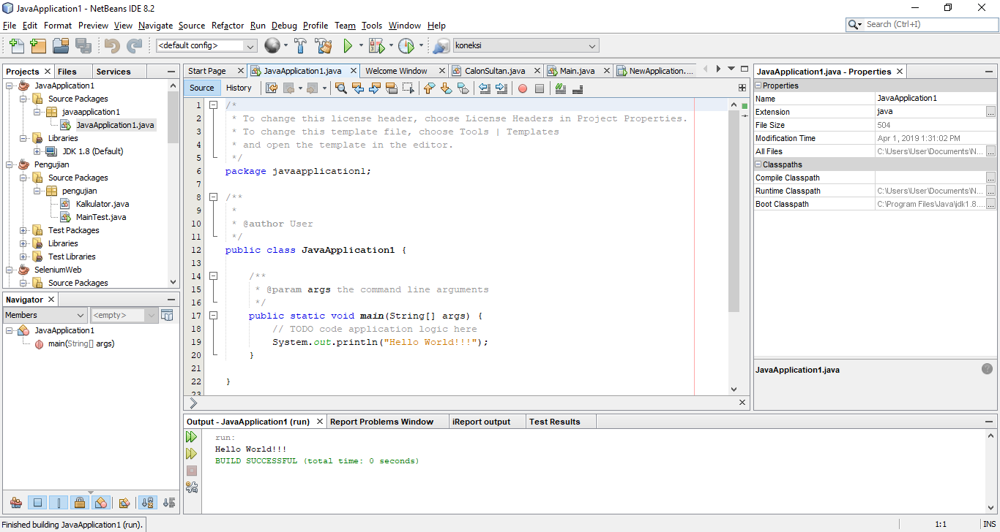 JavaApplication1 - NetBeans IDE 8.2
File Edit Format Preview View Navigate Source Refactor Run Debug Profile Team Tools Window Help
Search (Ctrl+I)
<default config>
koneksi
Projects Files Services
JavaApplication1
Source Packages
javaapplication1
JavaApplication1.java
Libraries
JDK 1.8 (Default)
Pengujian
Source Packages
pengujian
Kalkulator.java
MainTest.java
Test Packages
Libraries
Test Libraries
SeleniumWeb
Source Packages
Navigator
Members <empty>
JavaApplication1
main(String[] args)
Start Page JavaApplication1.java Welcome Window CalonSultan.java Main.java NewApplication....
Source History
1 /*
2 * To change this license header, choose License Headers in Project Properties.
3 * To change this template file, choose Tools | Templates
4 * and open the template in the editor.
5 */
6 package javaapplication1;
7
8 /**
9 *
10 * @author User
11 */
12 public class JavaApplication1 {
13
14 /**
15 * @param args the command line arguments
16 */
17 public static void main(String[] args) {
18 // TODO code application logic here
19 System.out.println("Hello World!!!");
20 }
21
22 }
23
JavaApplication1.java - Properties
Properties
Name JavaApplication1
Extension java ...
File Size 504
Modification Time Apr 1, 2019 1:31:02 PM
All Files C:\Users\User\Documents\N... ...
Classpaths
Compile Classpath ...
Runtime Classpath C:\Users\User\Documents\N... ...
Boot Classpath C:\Program Files\Java\jdk1.8.... ...
JavaApplication1.java
?
Output - JavaApplication1 (run) Report Problems Window iReport output Test Results
run:
Hello World!!!
BUILD SUCCESSFUL (total time: 0 seconds)
Finished building JavaApplication1 (run).
1:1 INS